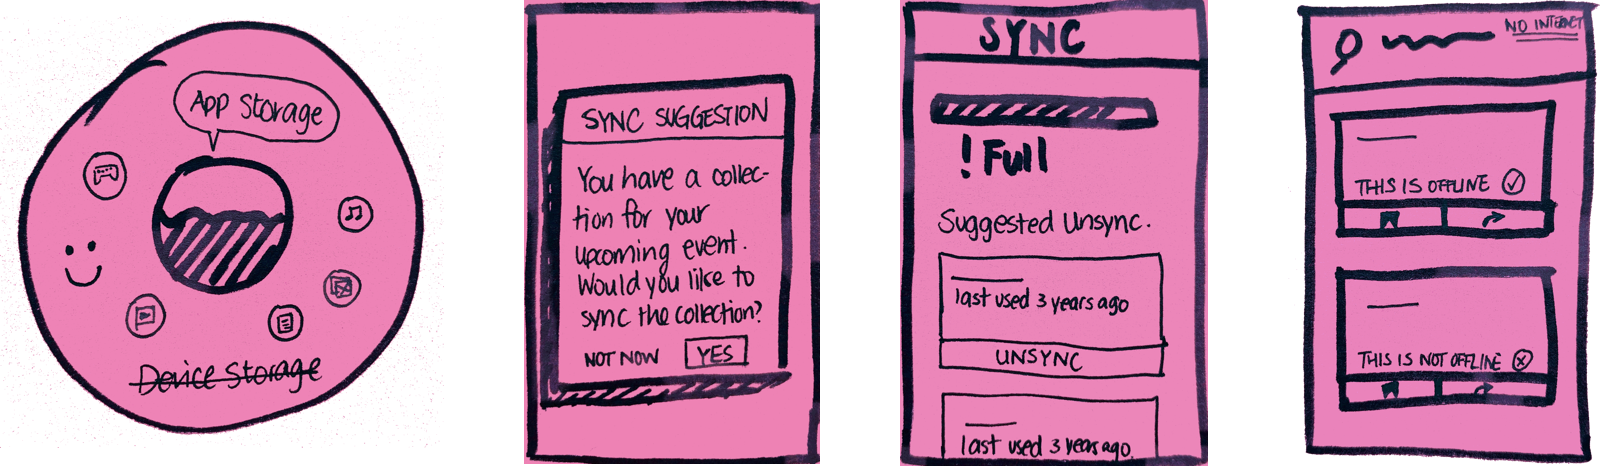 App Storage
Device Storage
SYNC SUGGESTION
You have a collec-
tion for your
upcoming event.
Would you like to
sync the collection?
NOT NOW YES
SYNC
! Full
Suggested Unsync.
last used 3 years ago
UNSYNC
last used 3 years ago.
NO INTERNET
THIS IS OFFLINE
THIS IS NOT OFFLINE